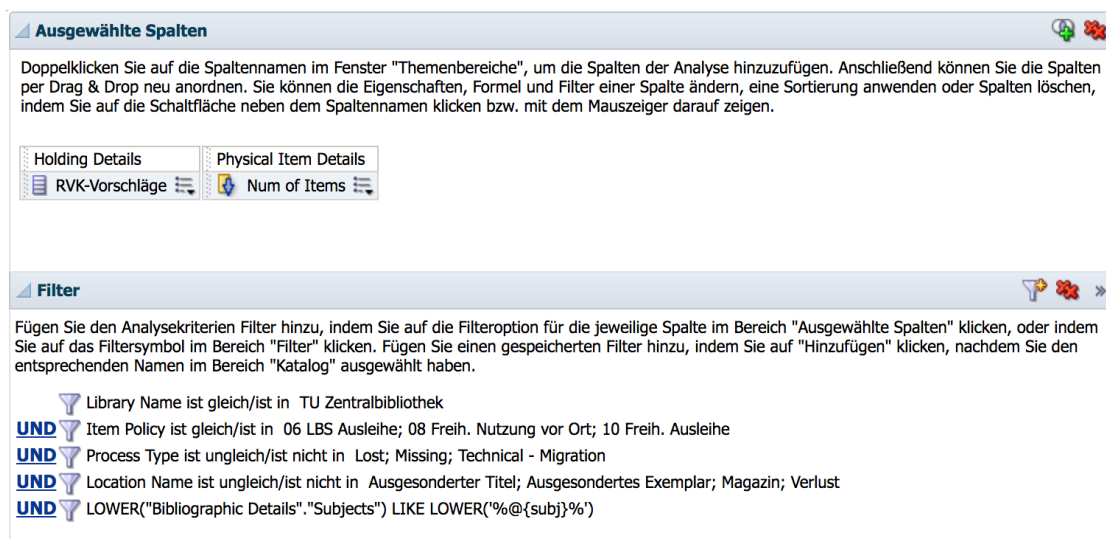 Ausgewählte Spalten
Doppelklicken Sie auf die Spaltennamen im Fenster "Themenbereiche", um die Spalten der Analyse hinzuzufügen. Anschließend können Sie die Spalten
per Drag & Drop neu anordnen. Sie können die Eigenschaften, Formel und Filter einer Spalte ändern, eine Sortierung anwenden oder Spalten löschen,
indem Sie auf die Schaltfläche neben dem Spaltennamen klicken bzw. mit dem Mauszeiger darauf zeigen.
Holding Details Physical Item Details
RVK-Vorschläge Num of Items
Filter
Fügen Sie den Analysekriterien Filter hinzu, indem Sie auf die Filteroption für die jeweilige Spalte im Bereich "Ausgewählte Spalten" klicken, oder indem
Sie auf das Filtersymbol im Bereich "Filter" klicken. Fügen Sie einen gespeicherten Filter hinzu, indem Sie auf "Hinzufügen" klicken, nachdem Sie den
entsprechenden Namen im Bereich "Katalog" ausgewählt haben.
Library Name ist gleich/ist in TU Zentralbibliothek
UND Item Policy ist gleich/ist in 06 LBS Ausleihe; 08 Freih. Nutzung vor Ort; 10 Freih. Ausleihe
UND Process Type ist ungleich/ist nicht in Lost; Missing; Technical - Migration
UND Location Name ist ungleich/ist nicht in Ausgesonderter Titel; Ausgesondertes Exemplar; Magazin; Verlust
UND LOWER("Bibliographic Details"."Subjects") LIKE LOWER('%@{subj}%')